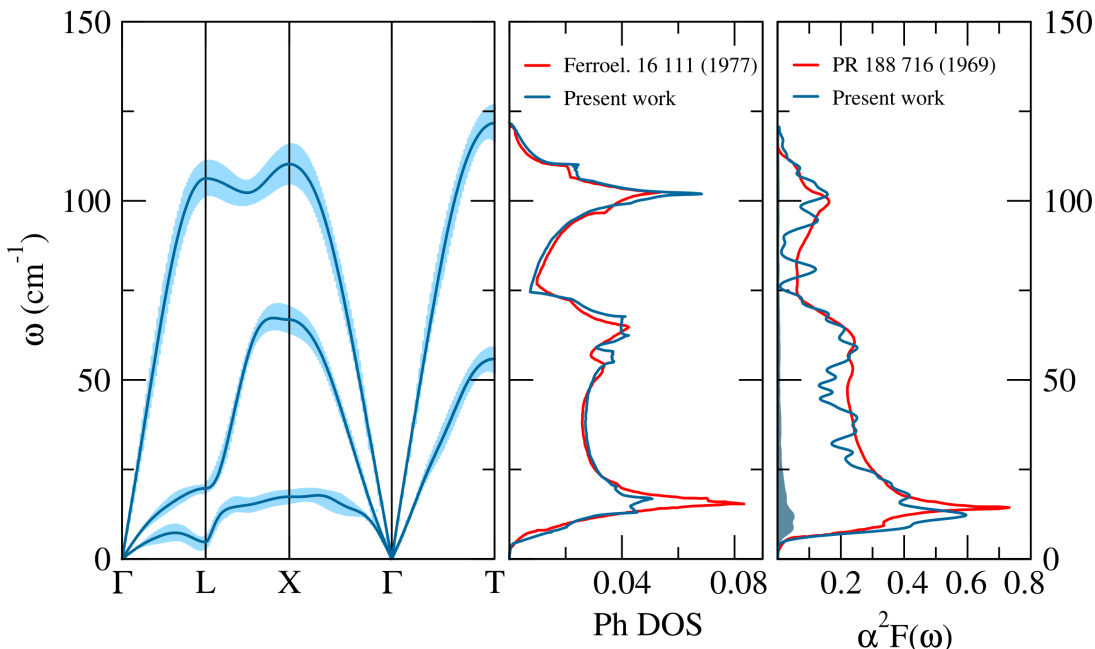 150
100
50
0
ω (cm⁻¹)
Γ
L
X
Γ
T
Ferroel. 16 111 (1977)
Present work
0.04
0.08
Ph DOS
PR 188 716 (1969)
Present work
0.2
0.4
0.6
0.8
α²F(ω)
150
100
50
0